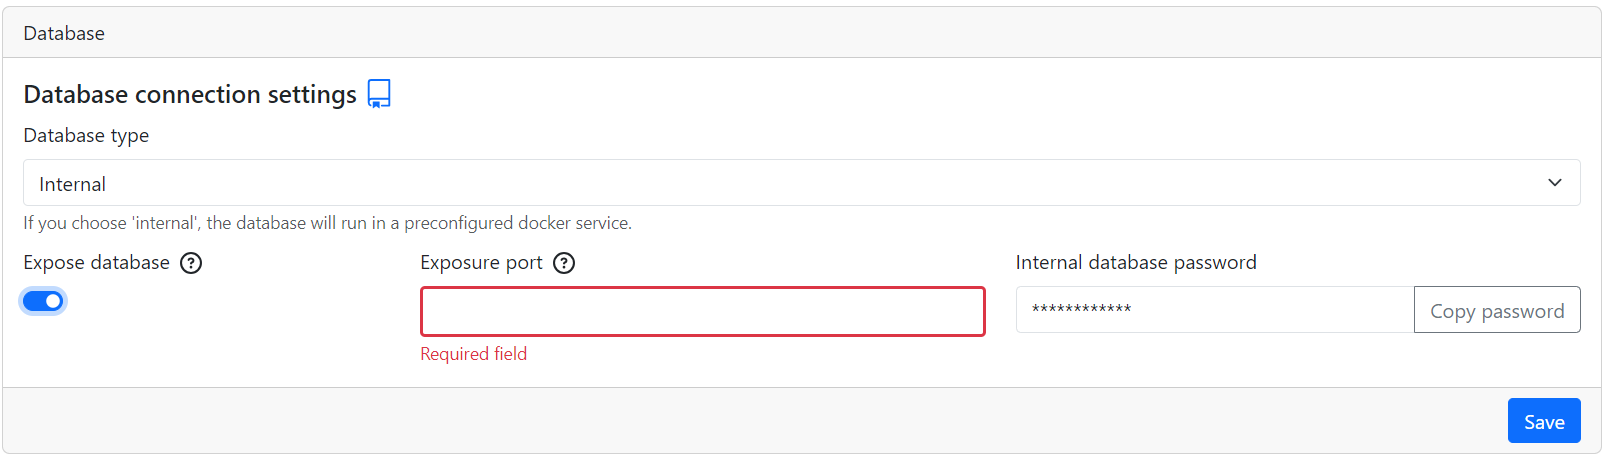 Database
Database connection settings
Database type
Internal
If you choose 'internal', the database will run in a preconfigured docker service.
Expose database
Exposure port
Internal database password
************
Copy password
Required field
Save